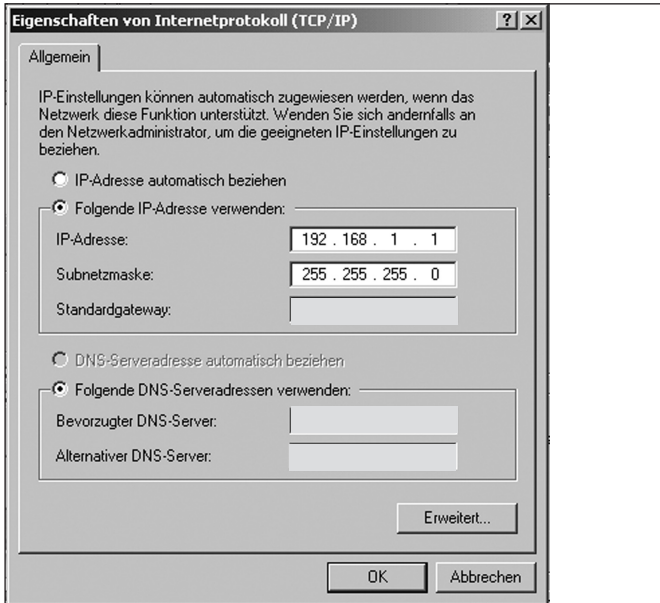 Eigenschaften von Internetprotokoll (TCP/IP)
Allgemein
IP-Einstellungen können automatisch zugewiesen werden, wenn das
Netzwerk diese Funktion unterstützt. Wenden Sie sich andernfalls an
den Netzwerkadministrator, um die geeigneten IP-Einstellungen zu
beziehen.
IP-Adresse automatisch beziehen
Folgende IP-Adresse verwenden:
IP-Adresse: 192 . 168 . 1 . 1
Subnetzmaske: 255 . 255 . 255 . 0
Standardgateway:
DNS-Serveradresse automatisch beziehen
Folgende DNS-Serveradressen verwenden:
Bevorzugter DNS-Server:
Alternativer DNS-Server:
Erweitert...
OK Abbrechen